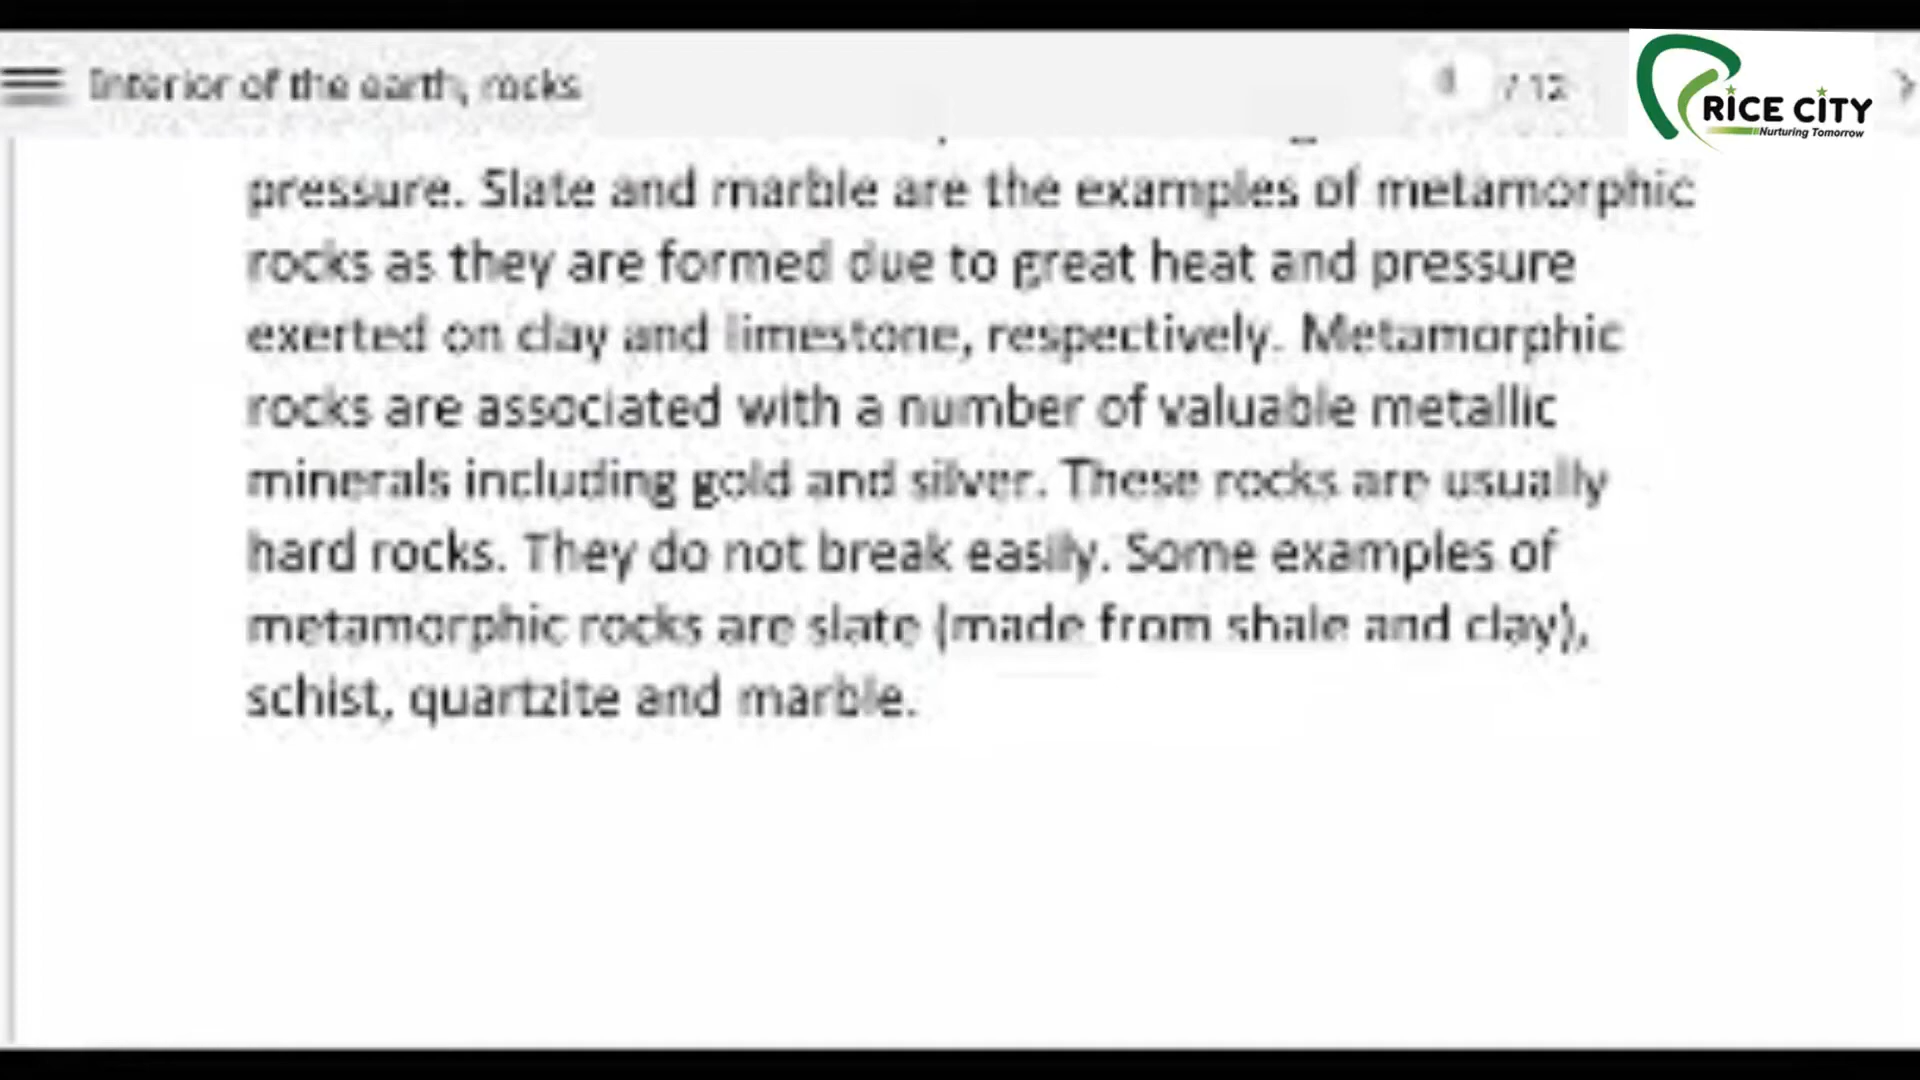 Interior of the earth, rocks
/ 12
RICE CITY
Nurturing Tomorrow
pressure. Slate and marble are the examples of metamorphic
rocks as they are formed due to great heat and pressure
exerted on clay and limestone, respectively. Metamorphic
rocks are associated with a number of valuable metallic
minerals including gold and silver. These rocks are usually
hard rocks. They do not break easily. Some examples of
metamorphic rocks are slate (made from shale and clay),
schist, quartzite and marble.